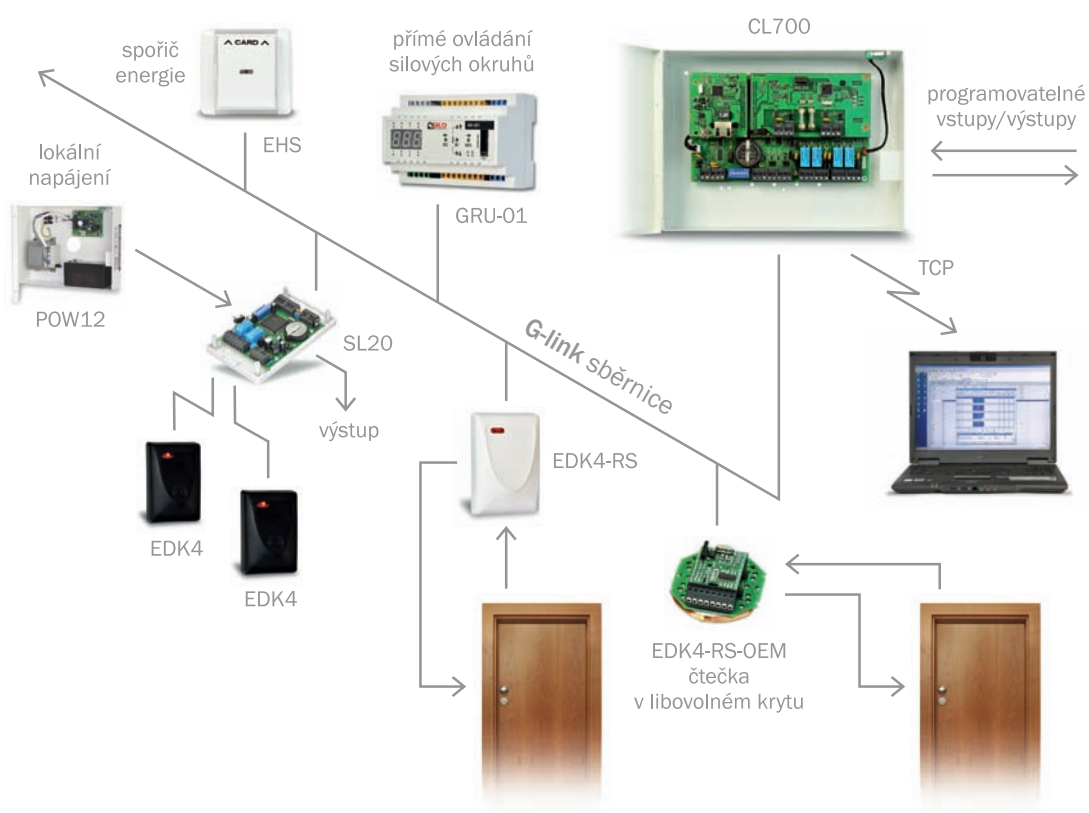 CL700
spořič
energie
CARD
přímé ovládání
silových okruhů
programovatelné
vstupy/výstupy
EHS
lokální
napájení
GRU-01
TCP
POW12
SL20
G-link sběrnice
výstup
EDK4-RS
EDK4
EDK4
EDK4-RS-OEM
čtečka
v libovolném krytu